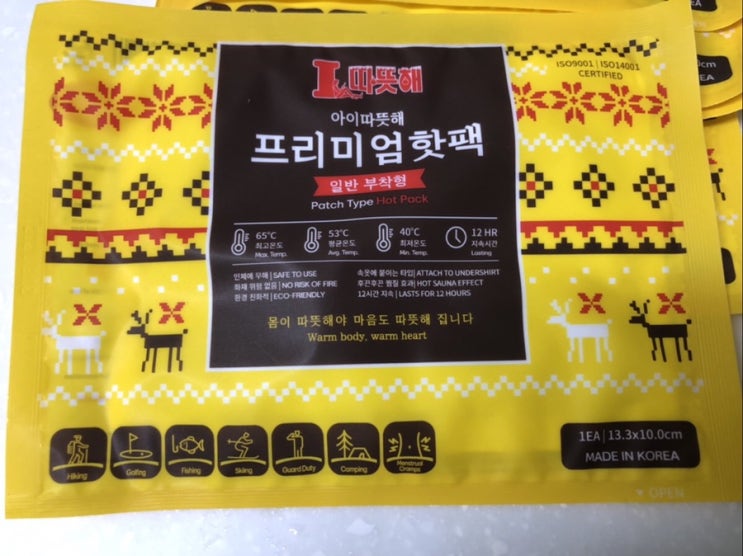 I 따뜻해
ISO9001 | ISO14001
CERTIFIED
아이따뜻해
프리미엄핫팩
일반 부착형
Patch Type Hot Pack
65°C
최고온도
Max. Temp.
53°C
평균온도
Avg. Temp.
40°C
최저온도
Min. Temp.
12 HR
지속시간
Lasting
인체에 무해 | SAFE TO USE
화재 위험 없음 | NO RISK OF FIRE
환경 친화적 | ECO-FRIENDLY
속옷에 붙이는 타입 | ATTACH TO UNDERSHIRT
후끈후끈 찜질 효과 | HOT SAUNA EFFECT
12시간 지속 | LASTS FOR 12 HOURS
몸이 따뜻해야 마음도 따뜻해 집니다
Warm body, warm heart
Hiking
Golfing
Fishing
Skiing
Guard Duty
Camping
Menstrual
Cramps
1EA | 13.3x10.0cm
MADE IN KOREA
▼ OPEN
0cm
EA